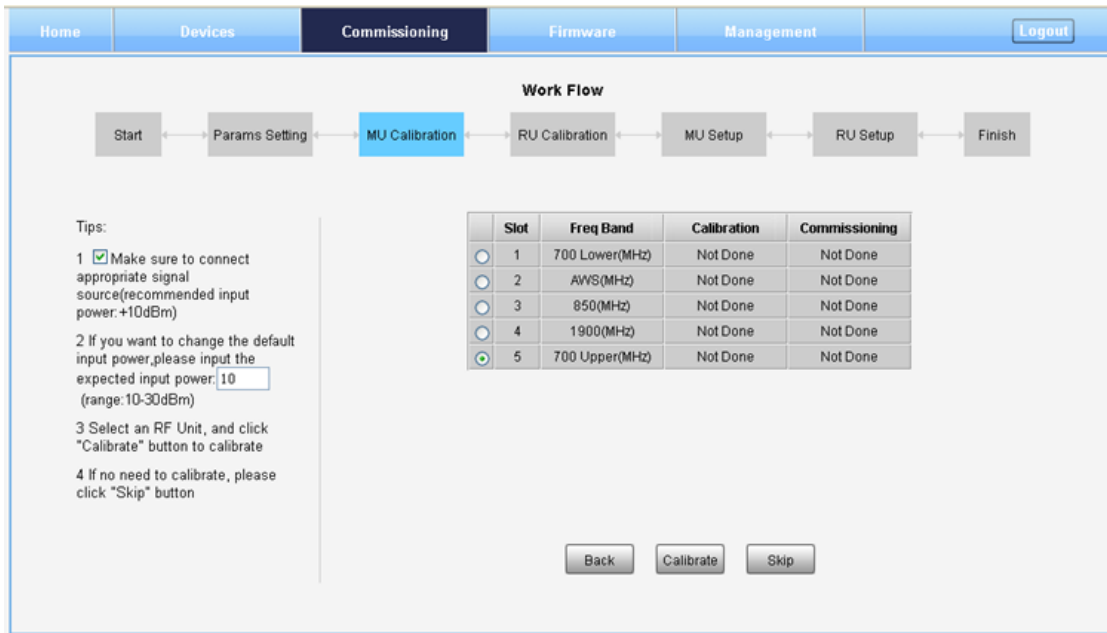 Home Devices Commissioning Firmware Management Logout
Work Flow
Start Params Setting MU Calibration RU Calibration MU Setup RU Setup Finish
Tips:
1 Make sure to connect
appropriate signal
source(recommended input
power:+10dBm)
2 If you want to change the default
input power,please input the
expected input power: 10
(range:10-30dBm)
3 Select an RF Unit, and click
"Calibrate" button to calibrate
4 If no need to calibrate, please
click "Skip" button
Slot Freq Band Calibration Commissioning
1 700 Lower(MHz) Not Done Not Done
2 AWS(MHz) Not Done Not Done
3 850(MHz) Not Done Not Done
4 1900(MHz) Not Done Not Done
5 700 Upper(MHz) Not Done Not Done
Back Calibrate Skip